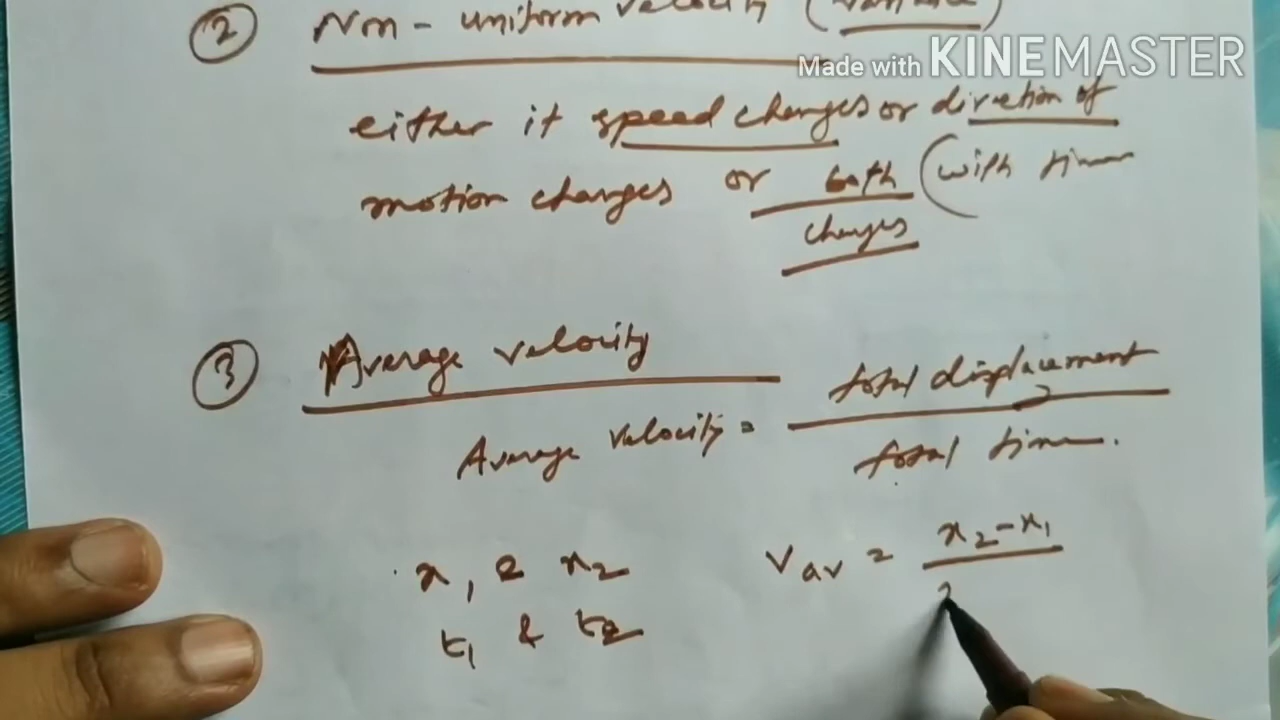 ② Non-uniform velocity (variable)
Made with KINEMASTER
either it speed changes or direction of
motion changes or both (with time
changes
③ Average velocity
Average velocity = total displacement
total time.
x₁ & x₂
t₁ & t₂
Vav = x₂-x₁